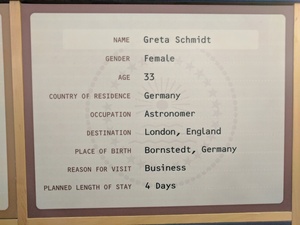 NAME Greta Schmidt
GENDER Female
AGE 33
COUNTRY OF RESIDENCE Germany
OCCUPATION Astronomer
DESTINATION London, England
PLACE OF BIRTH Bornstedt, Germany
REASON FOR VISIT Business
PLANNED LENGTH OF STAY 4 Days